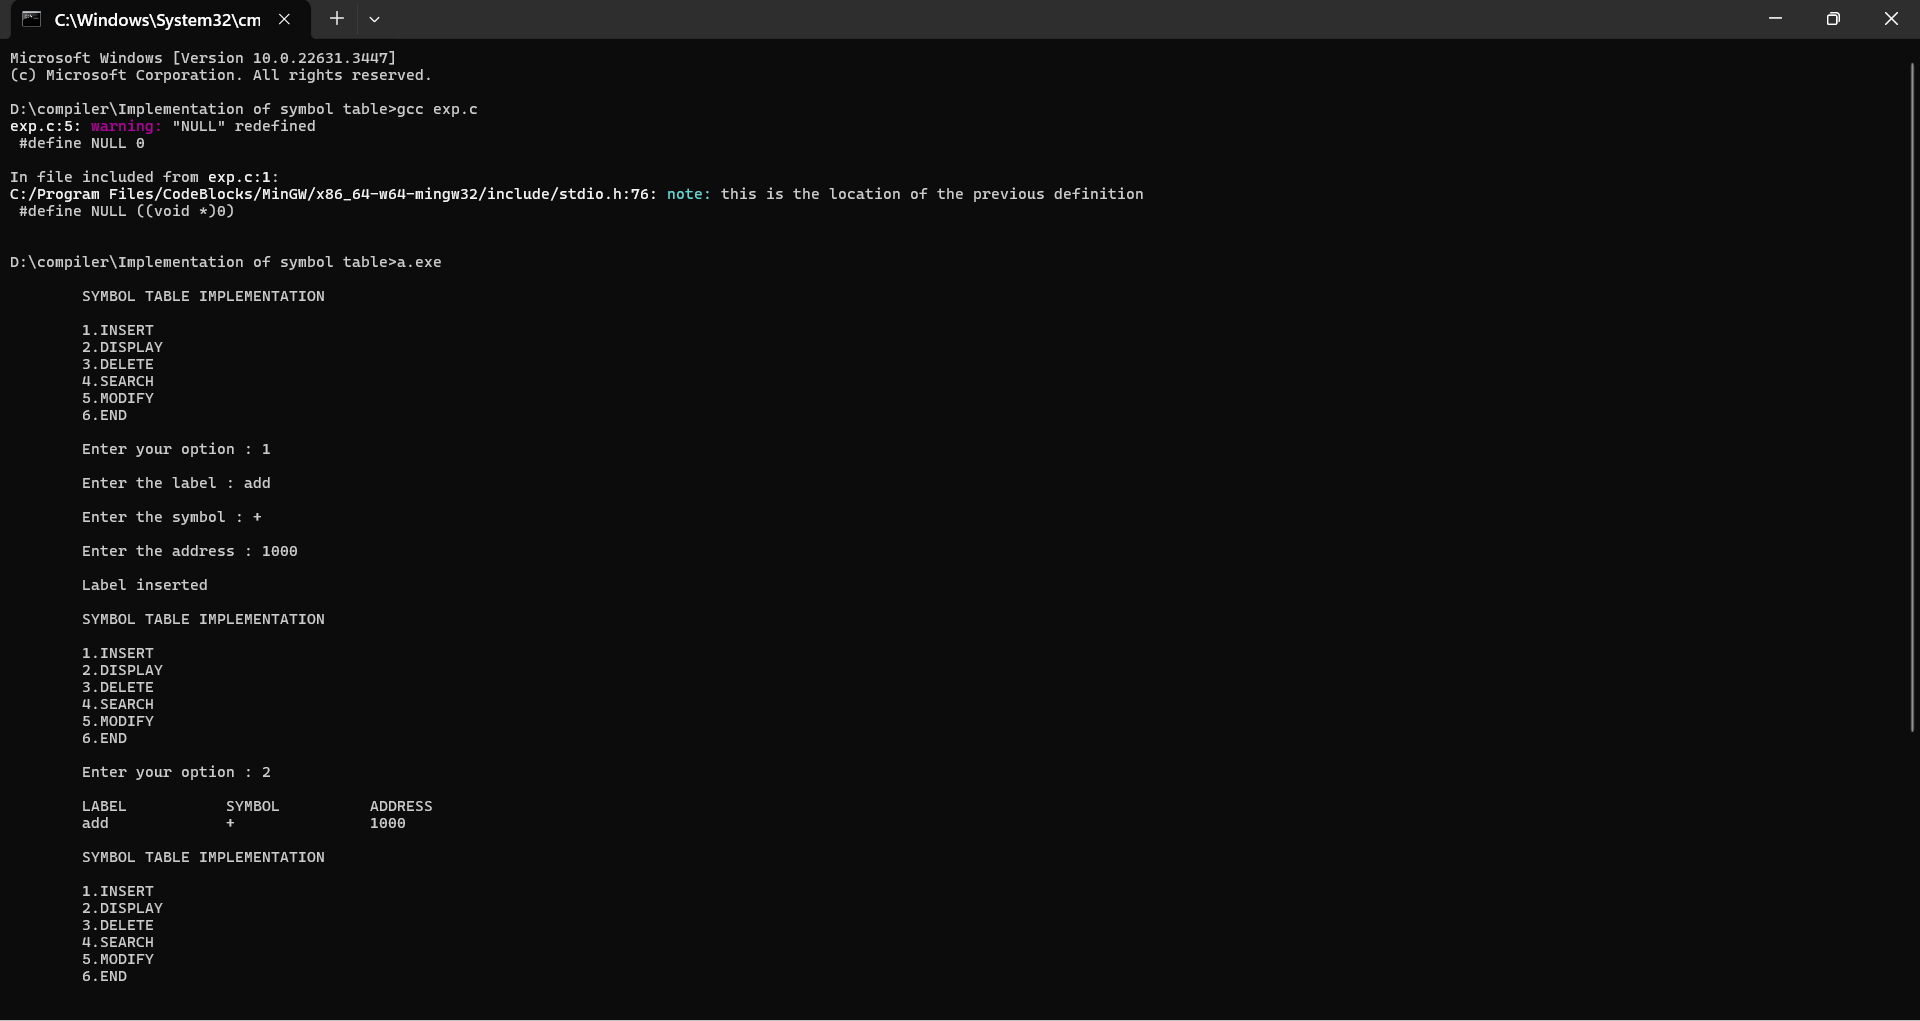 C:\Windows\System32\cm
Microsoft Windows [Version 10.0.22631.3447]
(c) Microsoft Corporation. All rights reserved.
D:\compiler\Implementation of symbol table>gcc exp.c
exp.c:5: warning: "NULL" redefined
 #define NULL 0
In file included from exp.c:1:
C:/Program Files/CodeBlocks/MinGW/x86_64-w64-mingw32/include/stdio.h:76: note: this is the location of the previous definition
 #define NULL ((void *)0)
D:\compiler\Implementation of symbol table>a.exe
SYMBOL TABLE IMPLEMENTATION
1.INSERT
2.DISPLAY
3.DELETE
4.SEARCH
5.MODIFY
6.END
Enter your option : 1
Enter the label : add
Enter the symbol : +
Enter the address : 1000
Label inserted
SYMBOL TABLE IMPLEMENTATION
1.INSERT
2.DISPLAY
3.DELETE
4.SEARCH
5.MODIFY
6.END
Enter your option : 2
LABEL SYMBOL ADDRESS
add + 1000
SYMBOL TABLE IMPLEMENTATION
1.INSERT
2.DISPLAY
3.DELETE
4.SEARCH
5.MODIFY
6.END